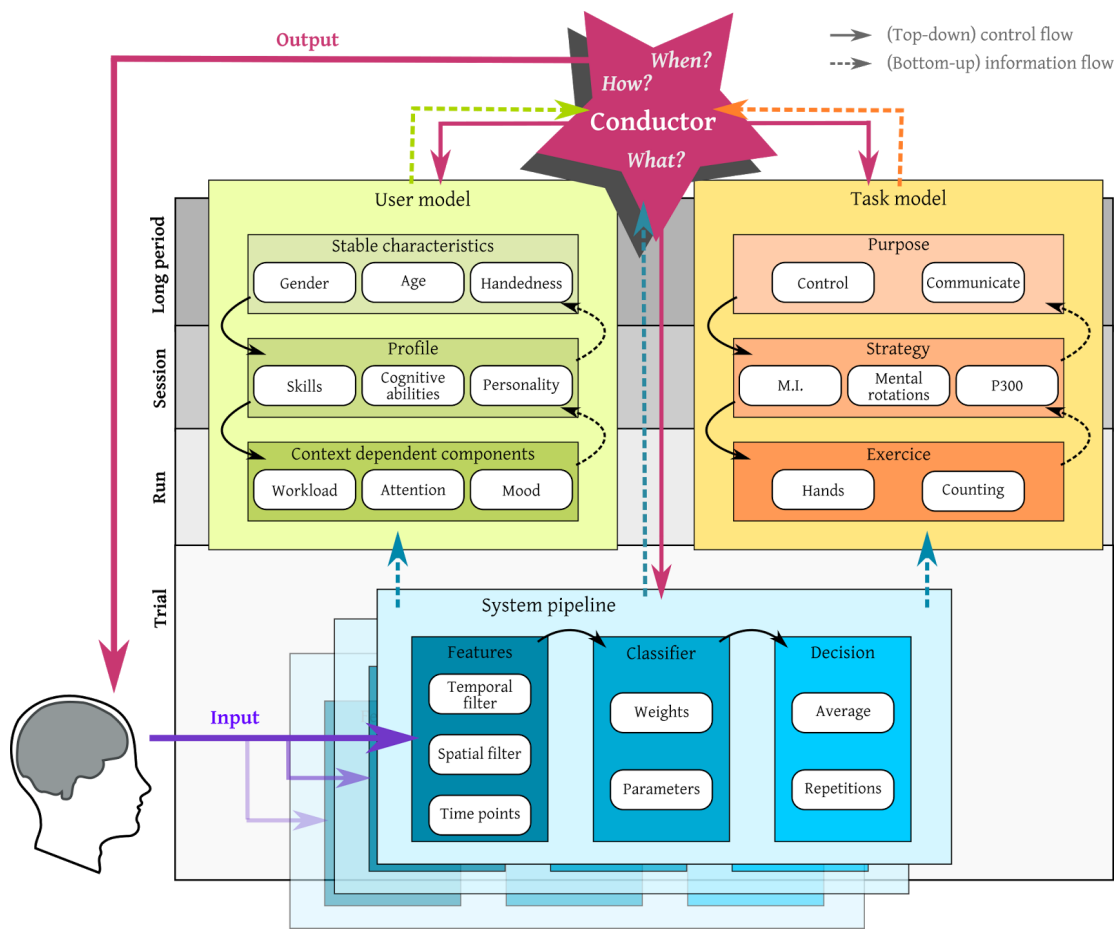 Output
When?
How?
Conductor
What?
(Top-down) control flow
(Bottom-up) information flow
Long period
Session
Run
Trial
User model
Stable characteristics
Gender
Age
Handedness
Profile
Skills
Cognitive
abilities
Personality
Context dependent components
Workload
Attention
Mood
Task model
Purpose
Control
Communicate
Strategy
M.I.
Mental
rotations
P300
Exercice
Hands
Counting
System pipeline
Features
Temporal
filter
Spatial filter
Time points
Classifier
Weights
Parameters
Decision
Average
Repetitions
Input